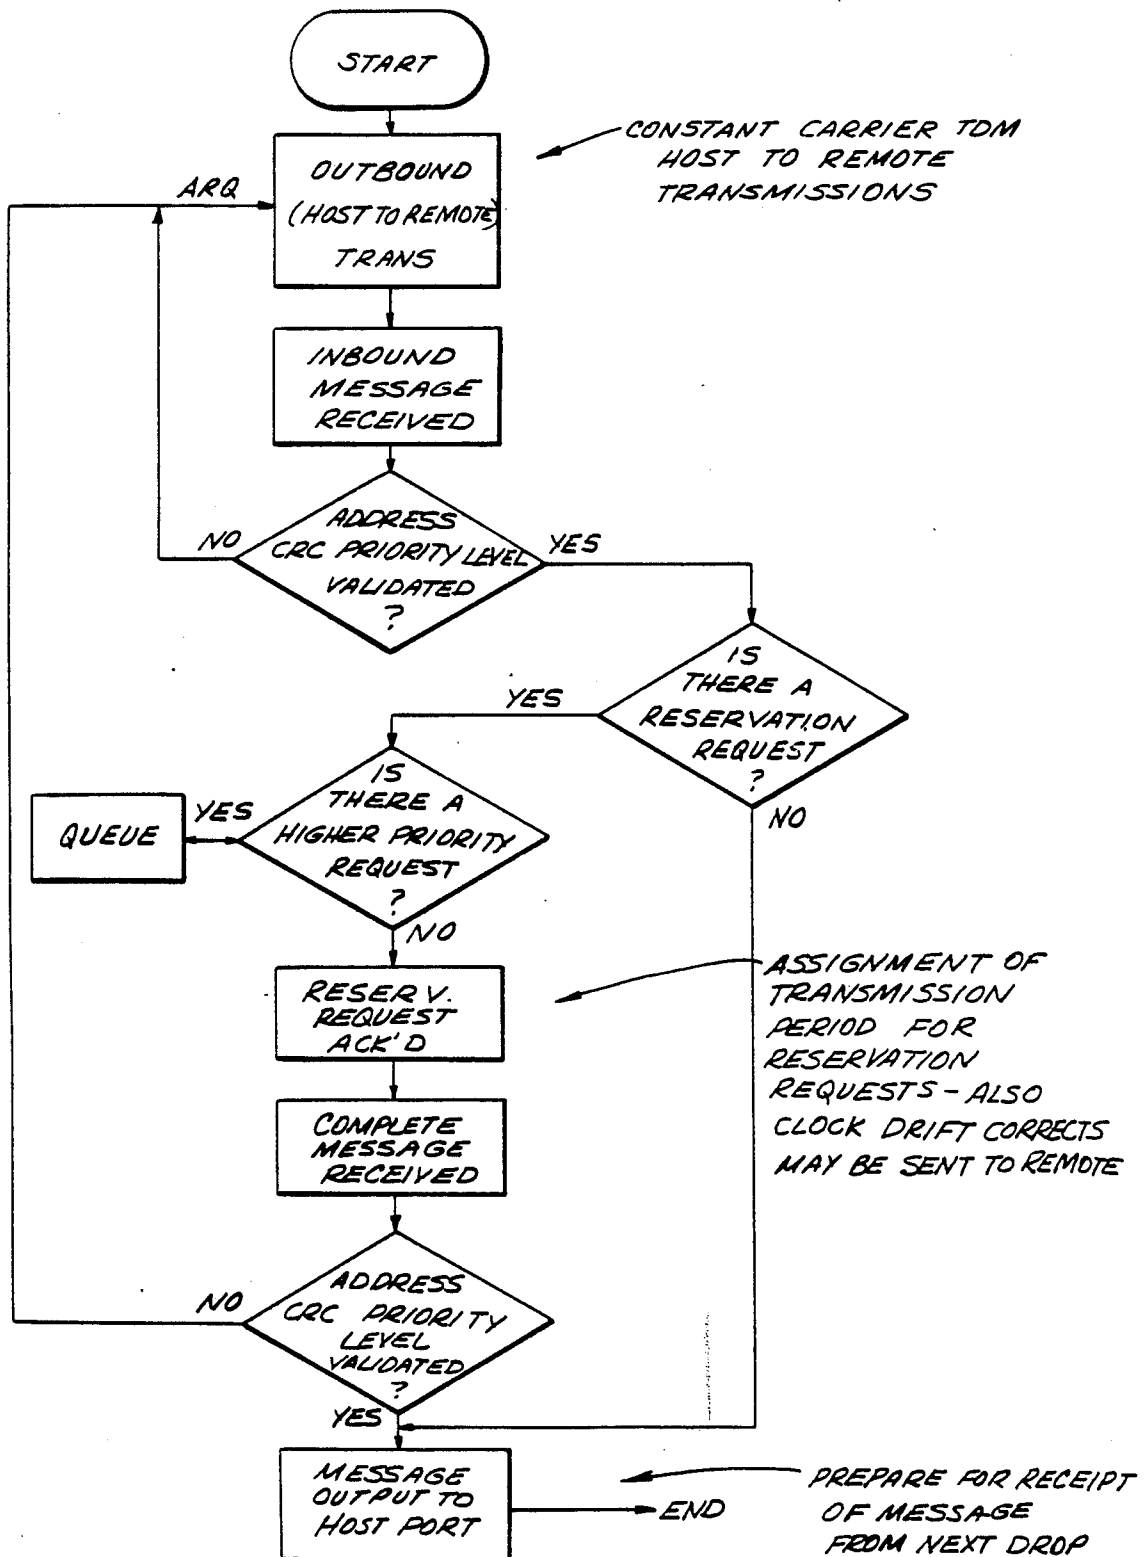 START
CONSTANT CARRIER TDM
HOST TO REMOTE
TRANSMISSIONS
ARQ
OUTBOUND
(HOST TO REMOTE)
TRANS
INBOUND
MESSAGE
RECEIVED
NO
ADDRESS
CRC PRIORITY LEVEL
VALIDATED
?
YES
IS
THERE A
RESERVATION
REQUEST
?
YES
NO
IS
THERE A
HIGHER PRIORITY
REQUEST
?
YES
QUEUE
NO
RESERV.
REQUEST
ACK'D
ASSIGNMENT OF
TRANSMISSION
PERIOD FOR
RESERVATION
REQUESTS - ALSO
CLOCK DRIFT CORRECTS
MAY BE SENT TO REMOTE
COMPLETE
MESSAGE
RECEIVED
NO
ADDRESS
CRC PRIORITY
LEVEL
VALIDATED
?
YES
MESSAGE
OUTPUT TO
HOST PORT
END
PREPARE FOR RECEIPT
OF MESSAGE
FROM NEXT DROP